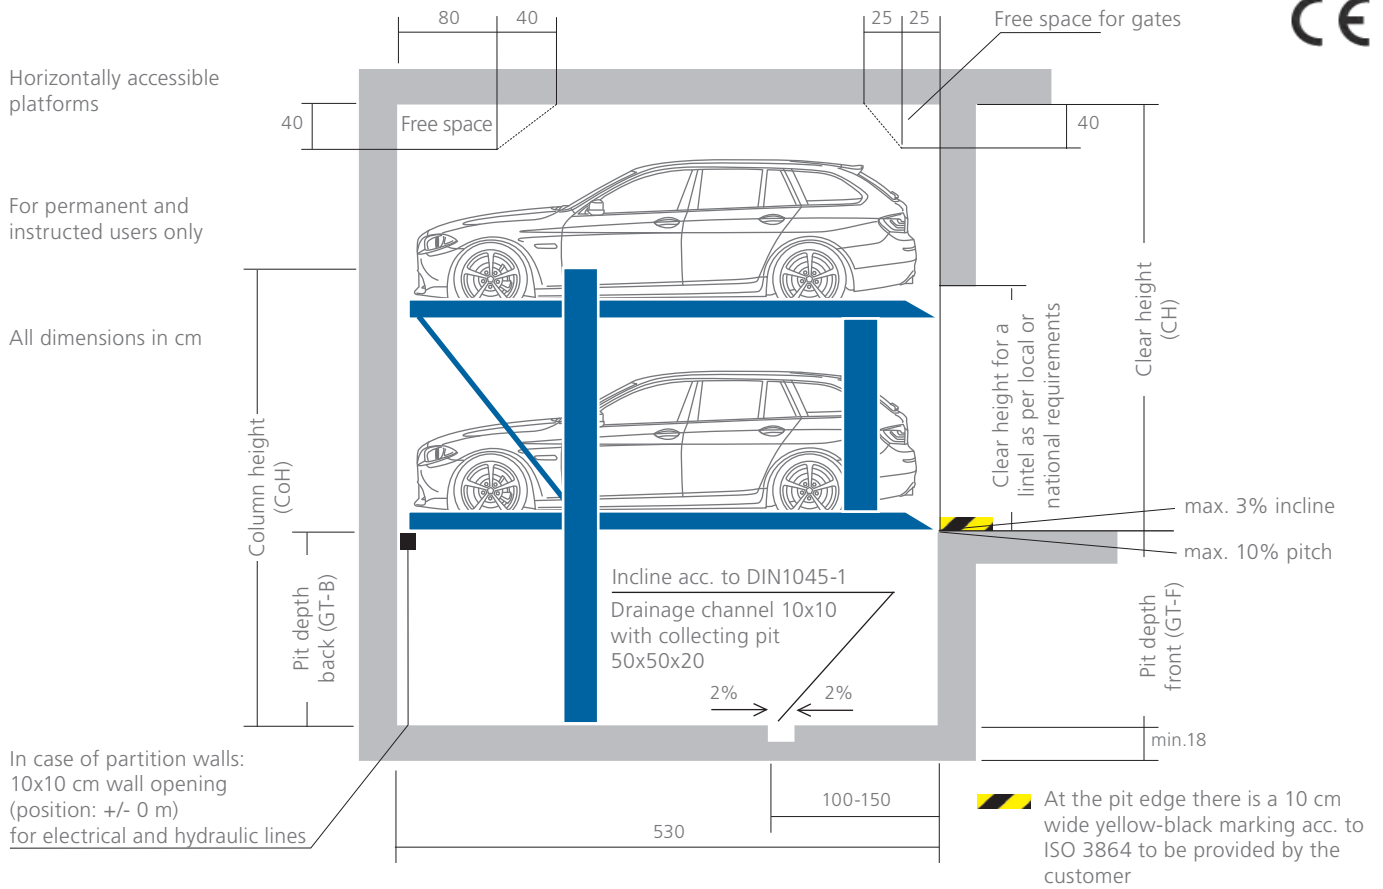 80
40
25
25
Free space for gates
CE
Horizontally accessible
platforms
40
Free space
40
For permanent and
instructed users only
All dimensions in cm
Column height
(CoH)
Clear height for a
lintel as per local or
national requirements
Clear height
(CH)
max. 3% incline
max. 10% pitch
Pit depth
back (GT-B)
Incline acc. to DIN1045-1
Drainage channel 10x10
with collecting pit
50x50x20
2%
2%
Pit depth
front (GT-F)
min.18
In case of partition walls:
10x10 cm wall opening
(position: +/- 0 m)
for electrical and hydraulic lines
100-150
530
At the pit edge there is a 10 cm
wide yellow-black marking acc. to
ISO 3864 to be provided by the
customer